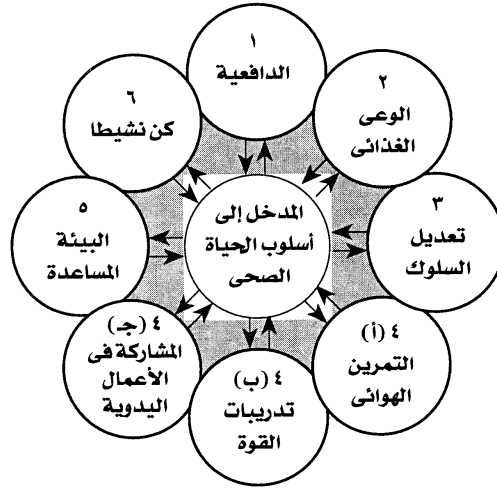 ١
الدافعية
٢
الوعى
الغذائى
٣
تعديل
السلوك
٤ (أ)
التمرين
الهوائى
٤ (ب)
تدريبات
القوة
٤ (جـ)
المشاركة فى
الأعمال
اليدوية
٥
البيئة
المساعدة
٦
كن نشيطا
المدخل إلى
أسلوب الحياة
الصحى